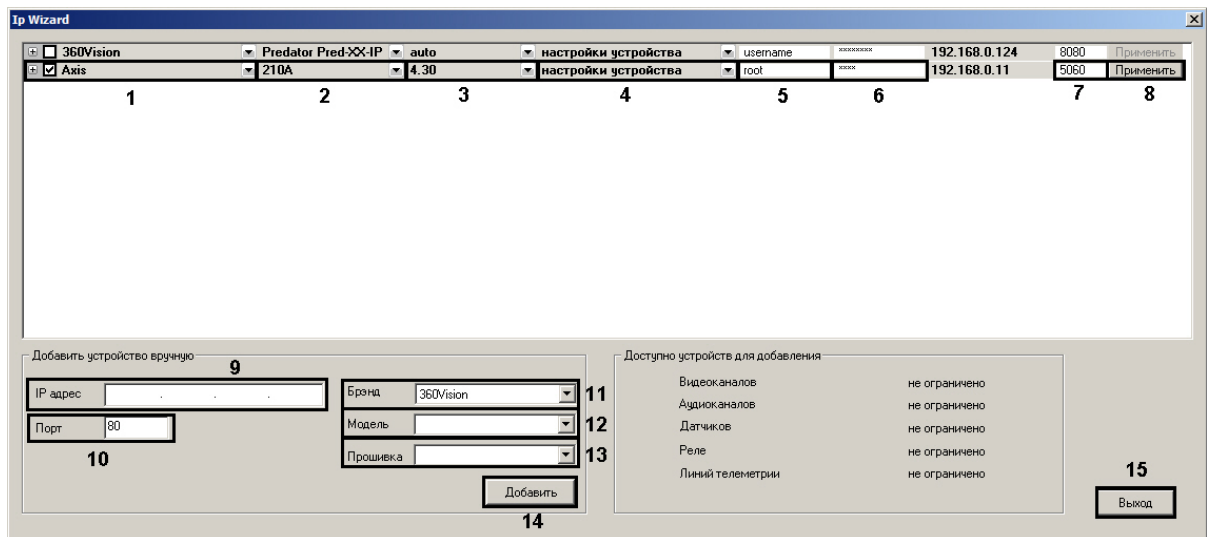 Ip Wizard
360Vision Predator Pred-XX-IP auto настройки устройства username ******** 192.168.0.124 8080 Применить
Axis 210A 4.30 настройки устройства root **** 192.168.0.11 5060 Применить
1 2 3 4 5 6 7 8
Добавить устройство вручную
9
IP адрес . . .
Порт 80
10
Брэнд 360Vision 11
Модель 12
Прошивка 13
Добавить
14
Доступно устройств для добавления
Видеоканалов не ограничено
Аудиоканалов не ограничено
Датчиков не ограничено
Реле не ограничено
Линий телеметрии не ограничено
15
Выход